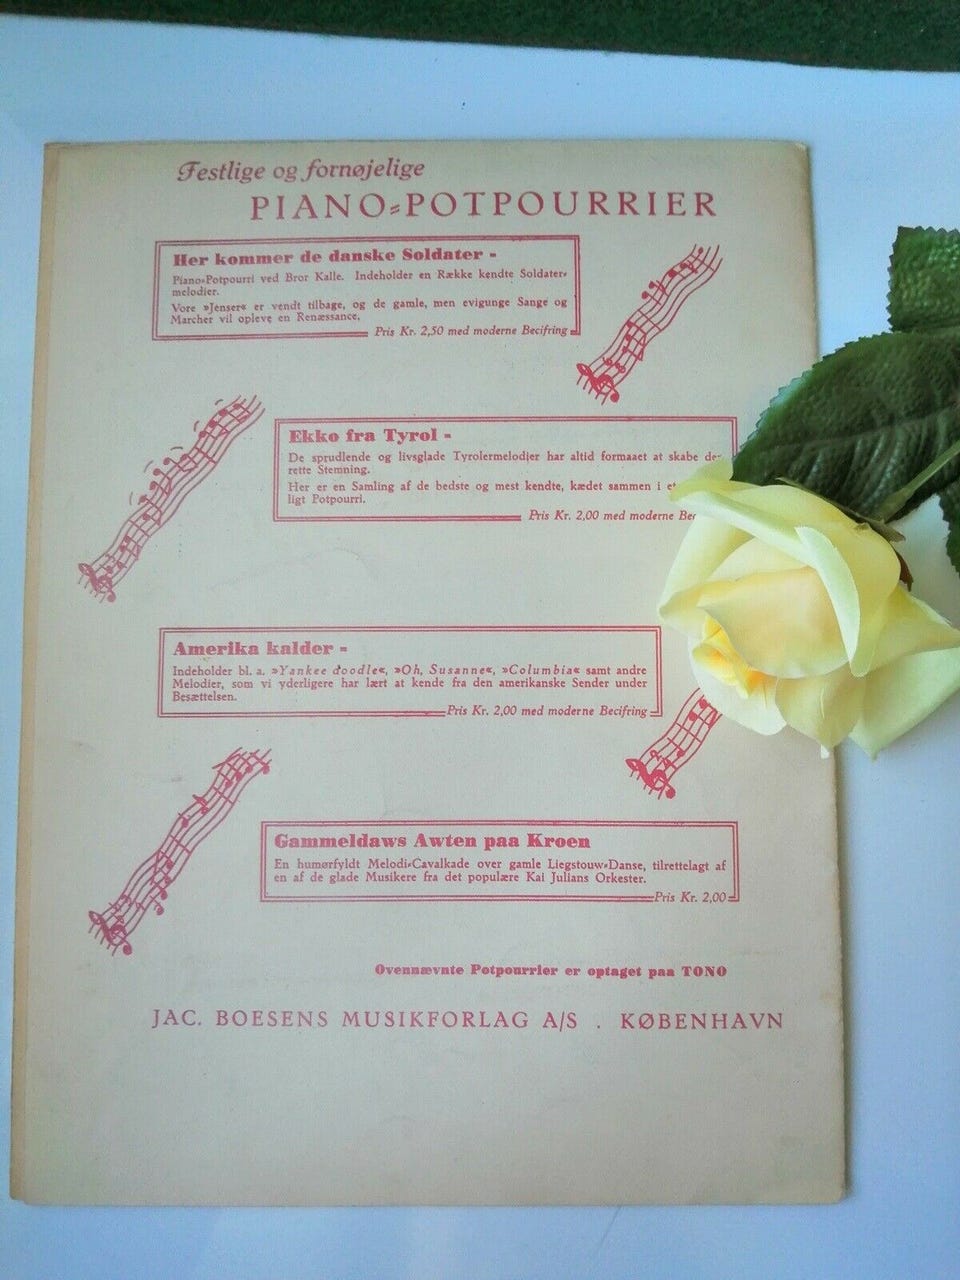 Festlige og fornøjelige
PIANO=POTPOURRIER
Her kommer de danske Soldater -
Piano=Potpourri ved Bror Kalle. Indeholder en Række kendte Soldater=
melodier.
Vore »Jenser« er vendt tilbage, og de gamle, men evigunge Sange og
Marcher vil opleve en Renæssance.
Pris Kr. 2,50 med moderne Becifring
Ekko fra Tyrol -
De sprudlende og livsglade Tyrolermelodier har altid formaaet at skabe den
rette Stemning.
Her er en Samling af de bedste og mest kendte, kædet sammen i et
ligt Potpourri.
Pris Kr. 2,00 med moderne
Amerika kalder -
Indeholder bl. a. »Yankee doodle«, »Oh, Susanne«, »Columbia« samt andre
Melodier, som vi yderligere har lært at kende fra den amerikanske Sender under
Besættelsen.
Pris Kr. 2,00 med moderne Becifring
Gammeldaws Awten paa Kroen
En humørfyldt Melodi=Cavalkade over gamle Liegstouw=Danse, tilrettelagt af
en af de glade Musikere fra det populære Kai Julians Orkester.
Pris Kr. 2,00
Ovennævnte Potpourrier er optaget paa TONO
JAC. BOESENS MUSIKFORLAG A/S . KØBENHAVN